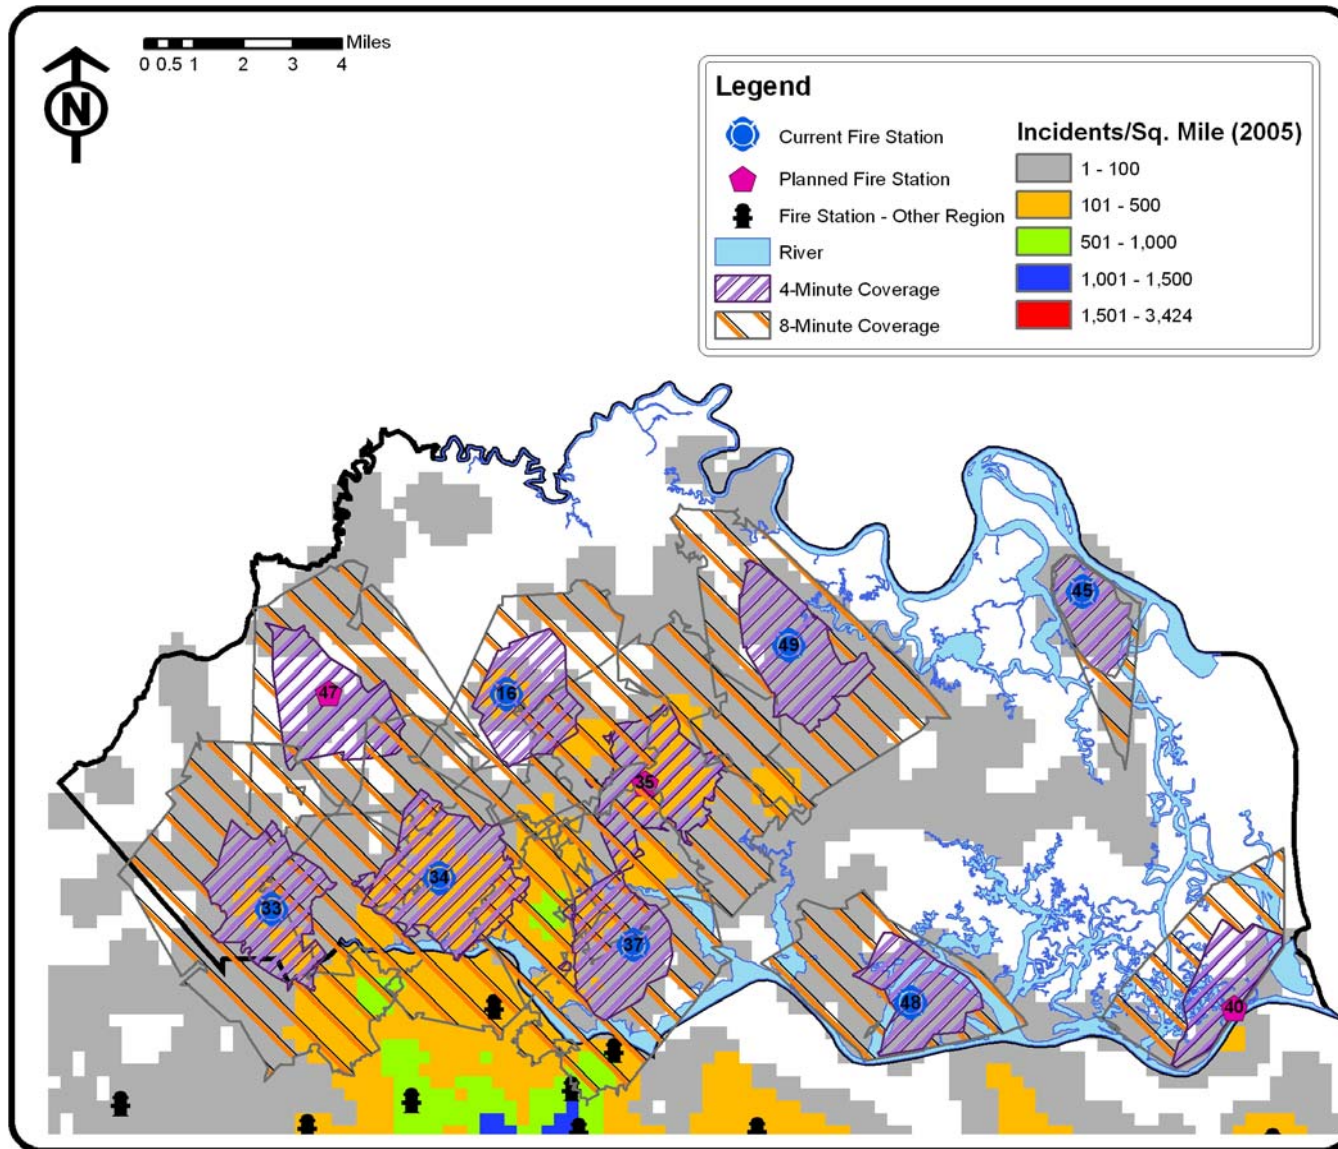 Miles
0 0.5 1 2 3 4
N
Legend
Current Fire Station
Planned Fire Station
Fire Station - Other Region
River
4-Minute Coverage
8-Minute Coverage
Incidents/Sq. Mile (2005)
1 - 100
101 - 500
501 - 1,000
1,001 - 1,500
1,501 - 3,424
45
49
47
16
35
34
33
37
48
40